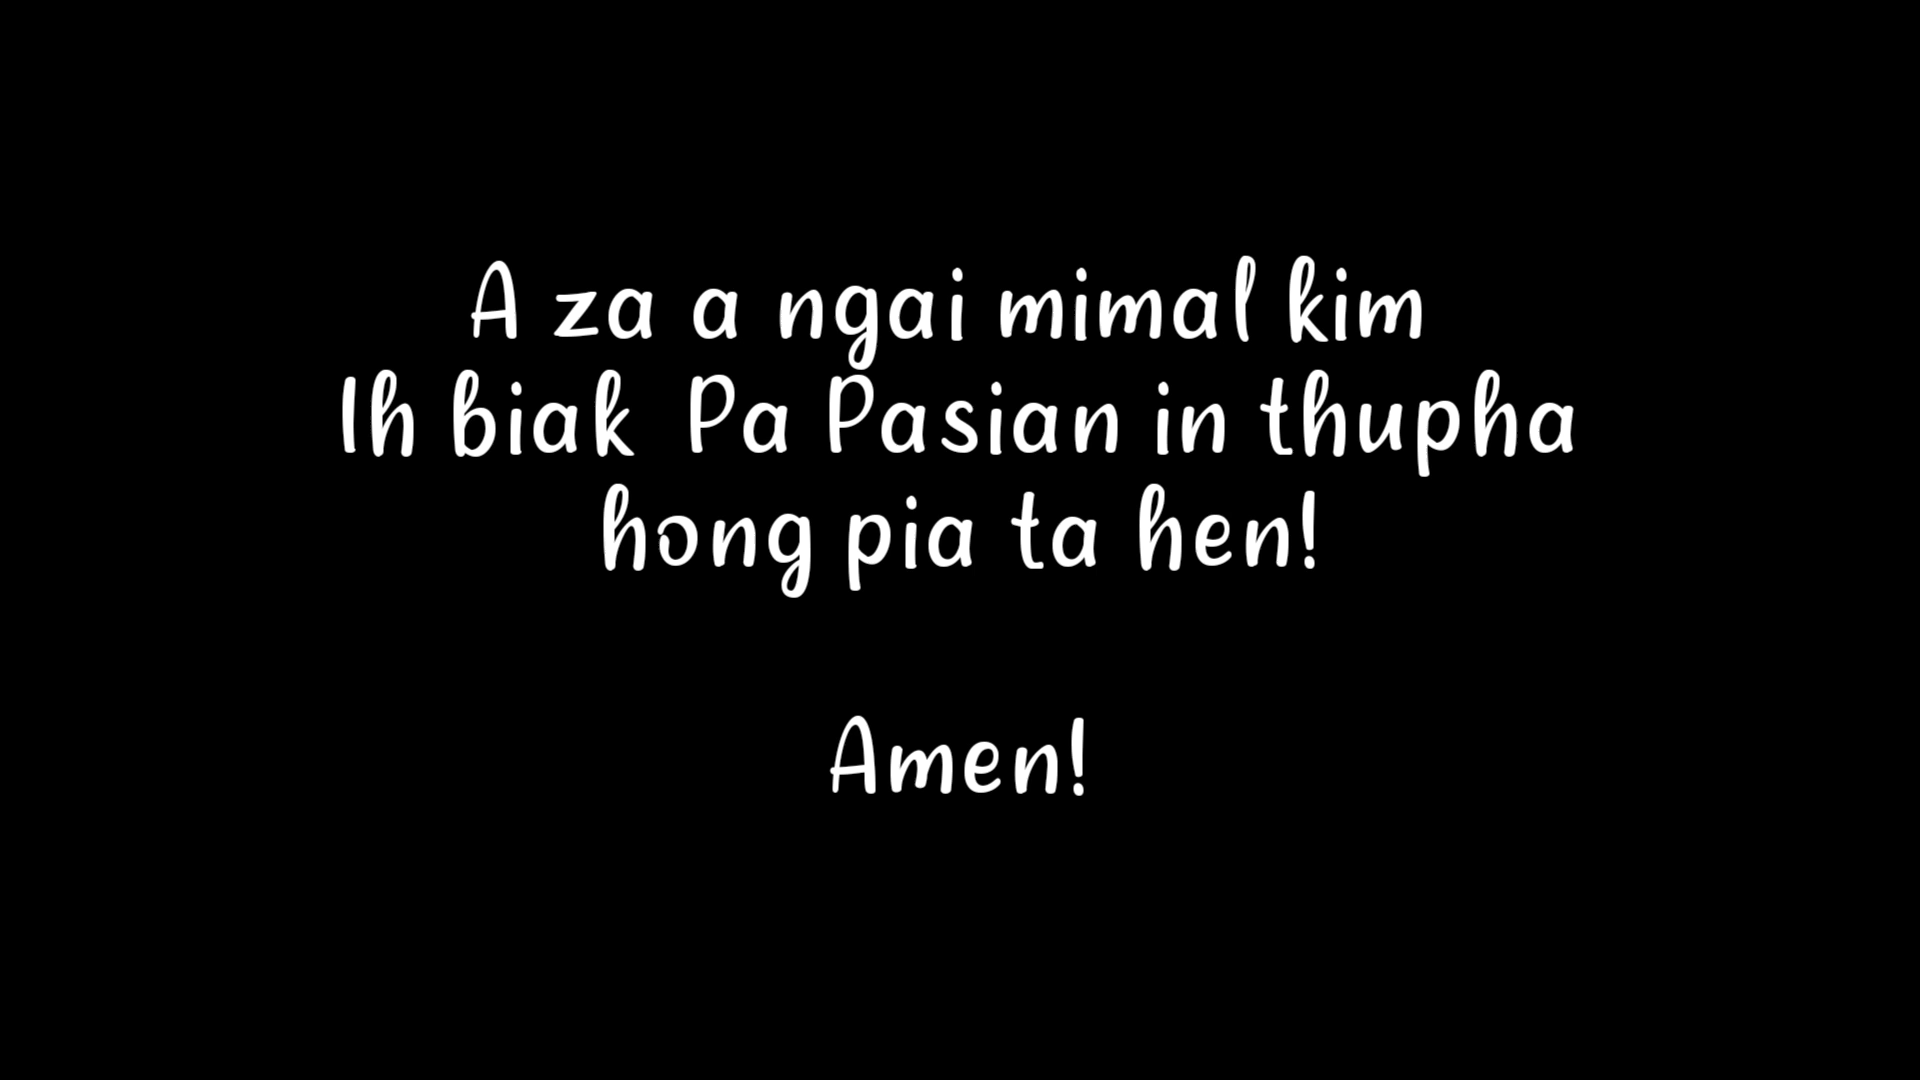 A za a ngai mimal kim
Ih biak Pa Pasian in thupha
hong pia ta hen!
Amen!